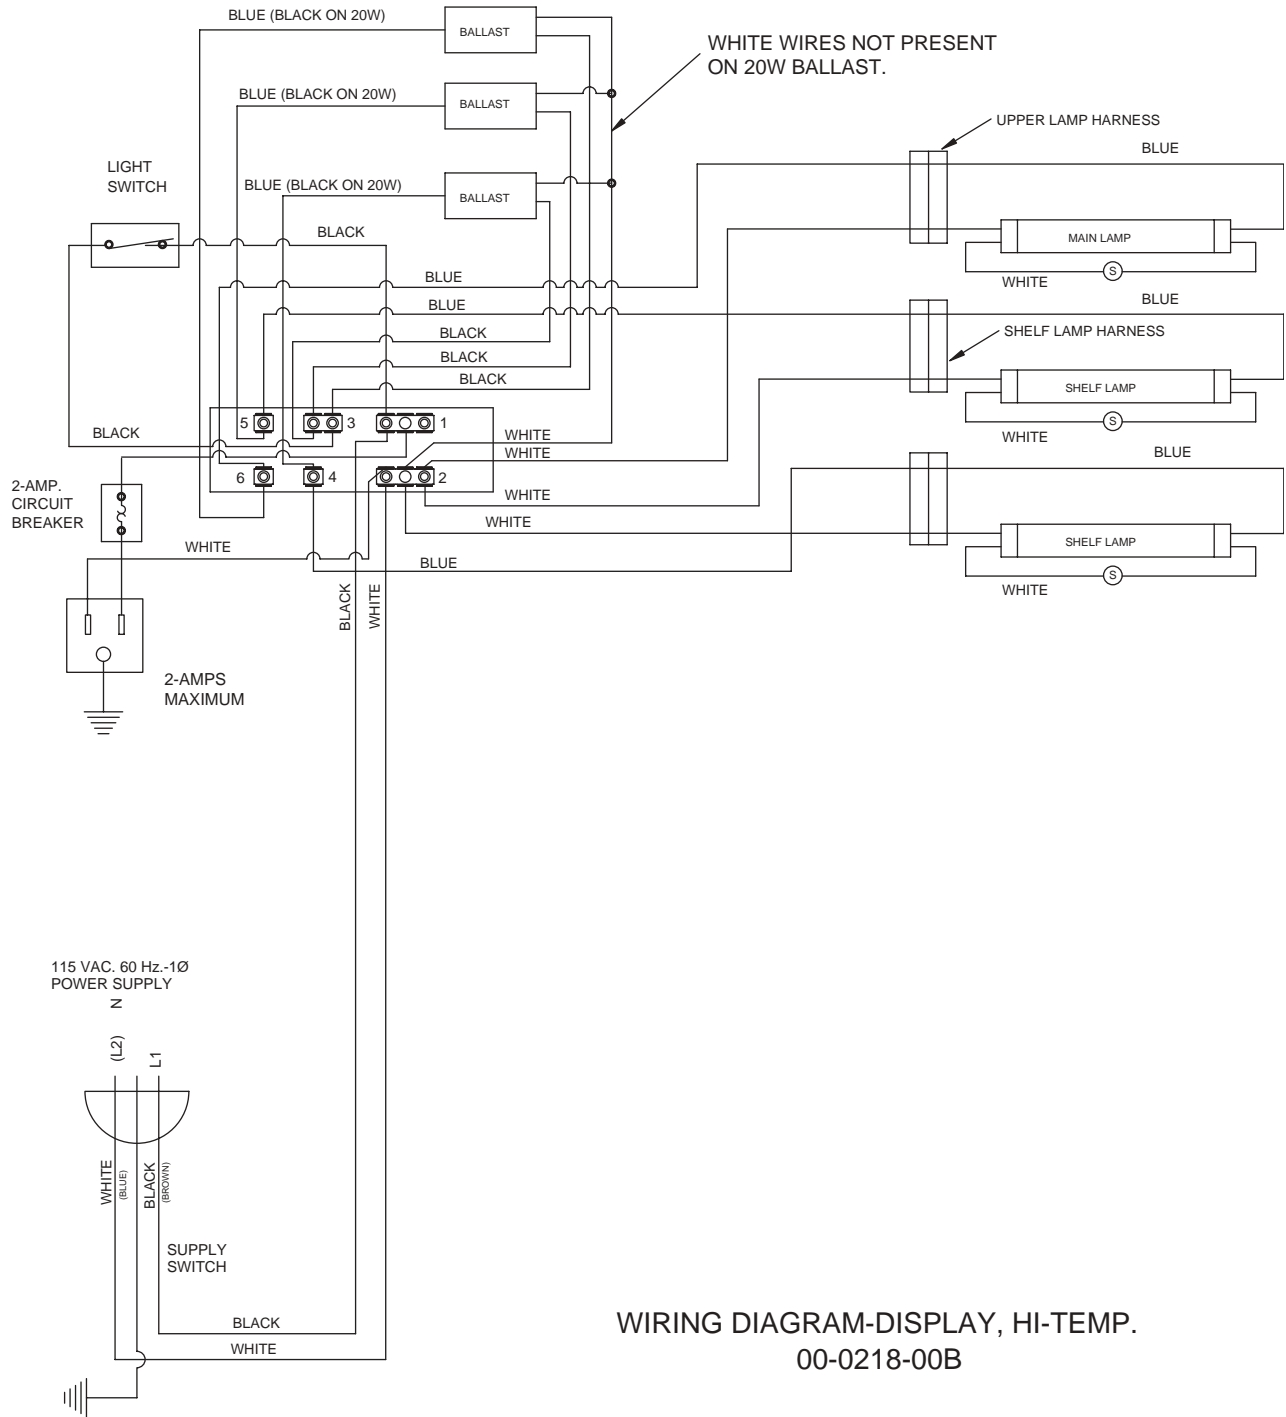 BLUE (BLACK ON 20W)
BALLAST
WHITE WIRES NOT PRESENT
ON 20W BALLAST.
BLUE (BLACK ON 20W)
BALLAST
UPPER LAMP HARNESS
BLUE
LIGHT
SWITCH
BLUE (BLACK ON 20W)
BALLAST
BLACK
MAIN LAMP
S
WHITE
BLUE
BLUE
BLUE
SHELF LAMP HARNESS
BLACK
BLACK
BLACK
SHELF LAMP
S
WHITE
5
3
1
BLACK
WHITE
WHITE
BLUE
6
4
2
2-AMP.
CIRCUIT
BREAKER
WHITE
WHITE
SHELF LAMP
S
WHITE
WHITE
BLUE
BLACK
WHITE
2-AMPS
MAXIMUM
115 VAC. 60 Hz.-1Ø
POWER SUPPLY
N
(L2)
L1
WHITE
(BLUE)
BLACK
(BROWN)
SUPPLY
SWITCH
BLACK
WHITE
WIRING DIAGRAM-DISPLAY, HI-TEMP.
00-0218-00B